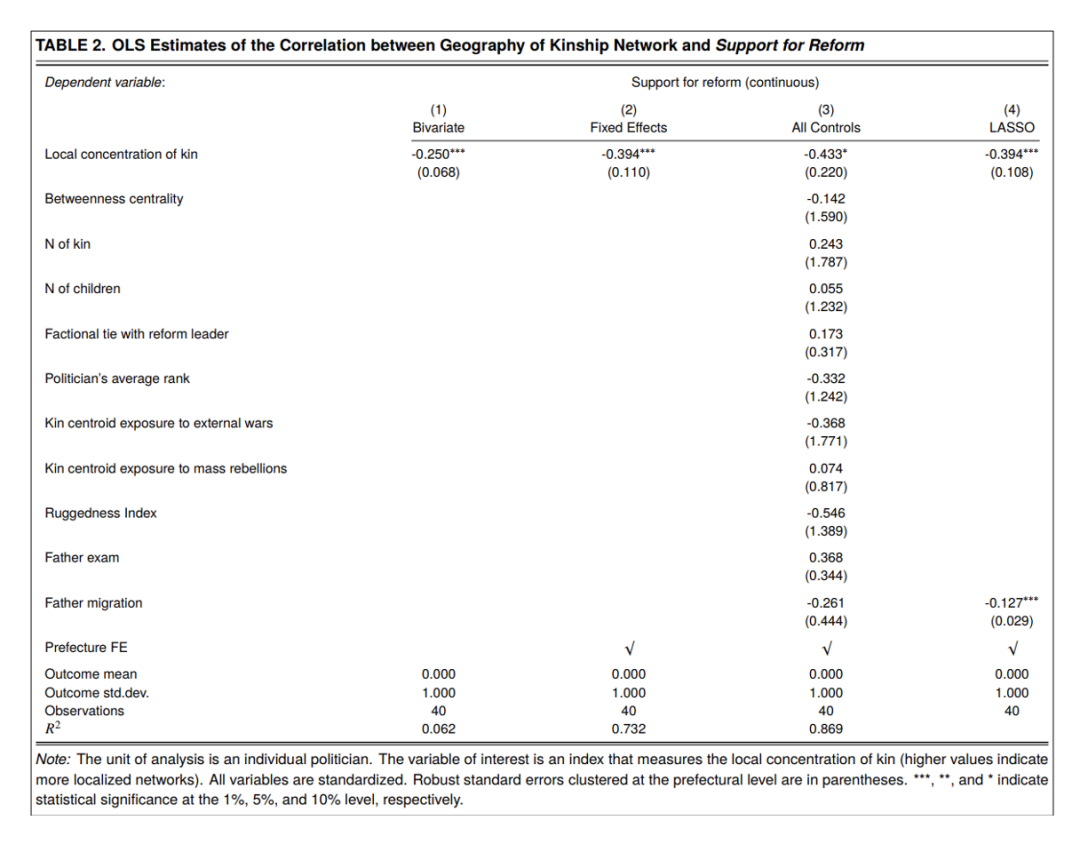 TABLE 2. OLS Estimates of the Correlation between Geography of Kinship Network and Support for Reform
Dependent variable: Support for reform (continuous)
(1) (2) (3) (4)
Bivariate Fixed Effects All Controls LASSO
Local concentration of kin -0.250*** -0.394*** -0.433* -0.394***
(0.068) (0.110) (0.220) (0.108)
Betweenness centrality -0.142
(1.590)
N of kin 0.243
(1.787)
N of children 0.055
(1.232)
Factional tie with reform leader 0.173
(0.317)
Politician's average rank -0.332
(1.242)
Kin centroid exposure to external wars -0.368
(1.771)
Kin centroid exposure to mass rebellions 0.074
(0.817)
Ruggedness Index -0.546
(1.389)
Father exam 0.368
(0.344)
Father migration -0.261 -0.127***
(0.444) (0.029)
Prefecture FE √ √ √
Outcome mean 0.000 0.000 0.000 0.000
Outcome std.dev. 1.000 1.000 1.000 1.000
Observations 40 40 40 40
R² 0.062 0.732 0.869
Note: The unit of analysis is an individual politician. The variable of interest is an index that measures the local concentration of kin (higher values indicate
more localized networks). All variables are standardized. Robust standard errors clustered at the prefectural level are in parentheses. ***, **, and * indicate
statistical significance at the 1%, 5%, and 10% level, respectively.